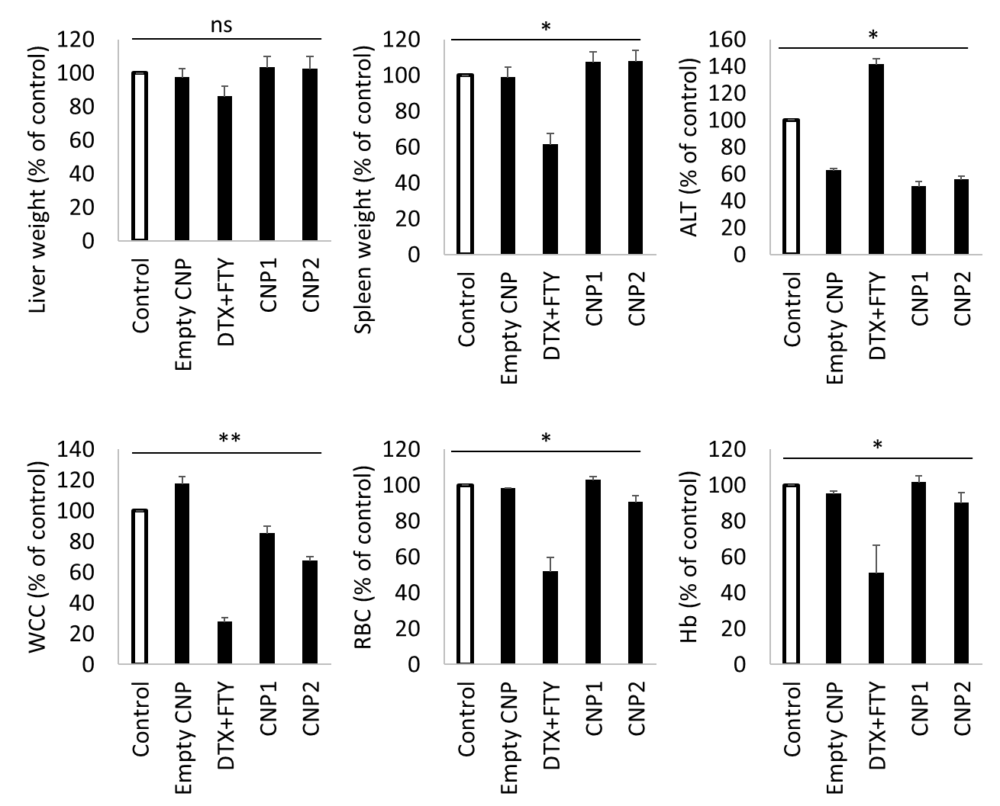 ns
Liver weight (% of control)
120
100
80
60
40
20
0
Control
Empty CNP
DTX+FTY
CNP1
CNP2
*
Spleen weight (% of control)
120
100
80
60
40
20
0
Control
Empty CNP
DTX+FTY
CNP1
CNP2
*
ALT (% of control)
160
140
120
100
80
60
40
20
0
Control
Empty CNP
DTX+FTY
CNP1
CNP2
**
WCC (% of control)
140
120
100
80
60
40
20
0
Control
Empty CNP
DTX+FTY
CNP1
CNP2
*
RBC (% of control)
120
100
80
60
40
20
0
Control
Empty CNP
DTX+FTY
CNP1
CNP2
*
Hb (% of control)
120
100
80
60
40
20
0
Control
Empty CNP
DTX+FTY
CNP1
CNP2